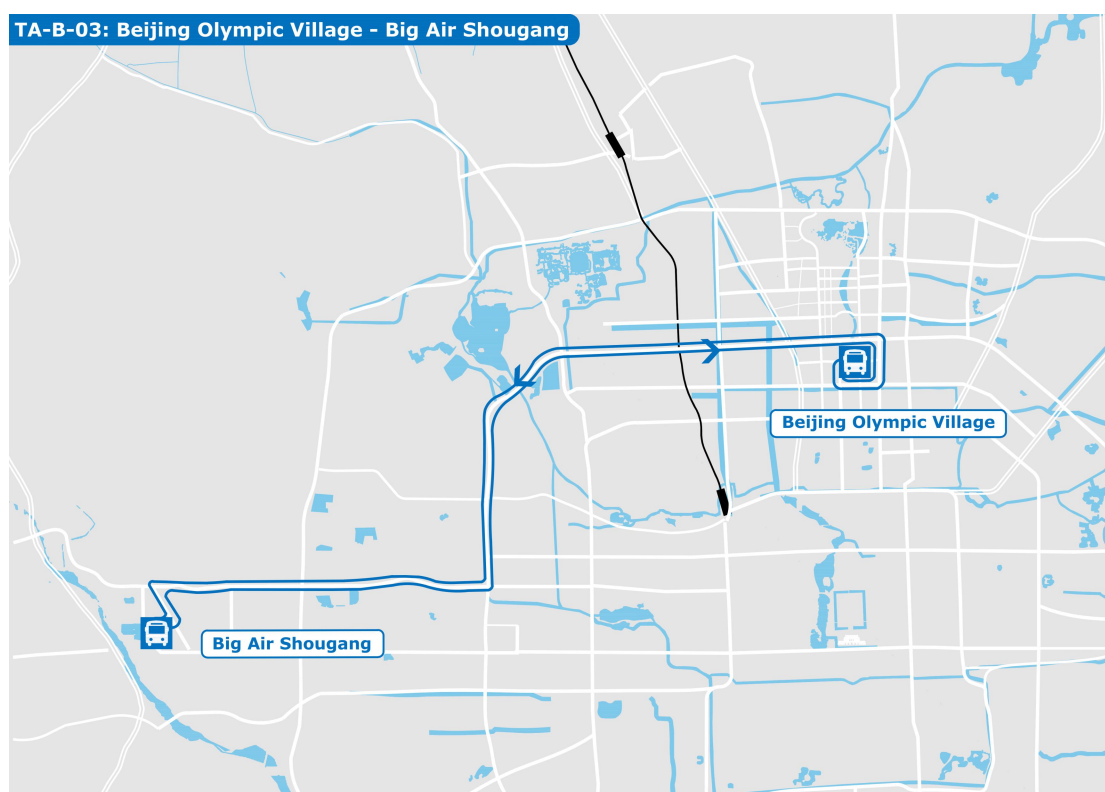 TA-B-03: Beijing Olympic Village - Big Air Shougang
Beijing Olympic Village
Big Air Shougang